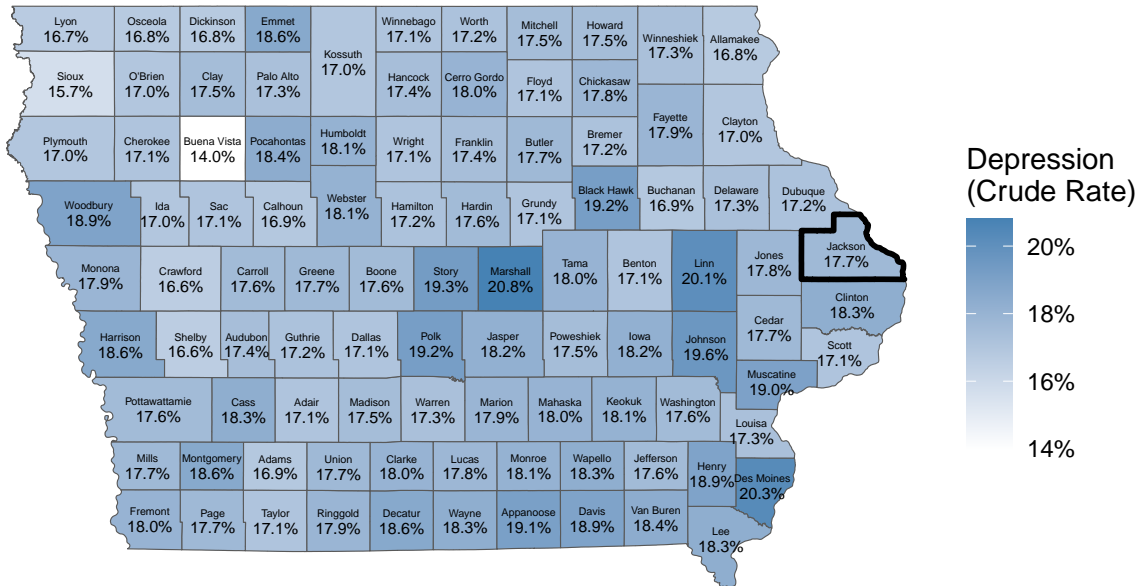 Lyon
16.7%
Osceola
16.8%
Dickinson
16.8%
Emmet
18.6%
Kossuth
17.0%
Winnebago
17.1%
Worth
17.2%
Mitchell
17.5%
Howard
17.5%
Winneshiek
17.3%
Allamakee
16.8%
Sioux
15.7%
O'Brien
17.0%
Clay
17.5%
Palo Alto
17.3%
Hancock
17.4%
Cerro Gordo
18.0%
Floyd
17.1%
Chickasaw
17.8%
Fayette
17.9%
Clayton
17.0%
Plymouth
17.0%
Cherokee
17.1%
Buena Vista
14.0%
Pocahontas
18.4%
Humboldt
18.1%
Wright
17.1%
Franklin
17.4%
Butler
17.7%
Bremer
17.2%
Woodbury
18.9%
Ida
17.0%
Sac
17.1%
Calhoun
16.9%
Webster
18.1%
Hamilton
17.2%
Hardin
17.6%
Grundy
17.1%
Black Hawk
19.2%
Buchanan
16.9%
Delaware
17.3%
Dubuque
17.2%
Monona
17.9%
Crawford
16.6%
Carroll
17.6%
Greene
17.7%
Boone
17.6%
Story
19.3%
Marshall
20.8%
Tama
18.0%
Benton
17.1%
Linn
20.1%
Jones
17.8%
Jackson
17.7%
Clinton
18.3%
Harrison
18.6%
Shelby
16.6%
Audubon
17.4%
Guthrie
17.2%
Dallas
17.1%
Polk
19.2%
Jasper
18.2%
Poweshiek
17.5%
Iowa
18.2%
Johnson
19.6%
Cedar
17.7%
Scott
17.1%
Muscatine
19.0%
Pottawattamie
17.6%
Cass
18.3%
Adair
17.1%
Madison
17.5%
Warren
17.3%
Marion
17.9%
Mahaska
18.0%
Keokuk
18.1%
Washington
17.6%
Louisa
17.3%
Mills
17.7%
Montgomery
18.6%
Adams
16.9%
Union
17.7%
Clarke
18.0%
Lucas
17.8%
Monroe
18.1%
Wapello
18.3%
Jefferson
17.6%
Henry
18.9%
Des Moines
20.3%
Fremont
18.0%
Page
17.7%
Taylor
17.1%
Ringgold
17.9%
Decatur
18.6%
Wayne
18.3%
Appanoose
19.1%
Davis
18.9%
Van Buren
18.4%
Lee
18.3%
Depression
(Crude Rate)
20%
18%
16%
14%